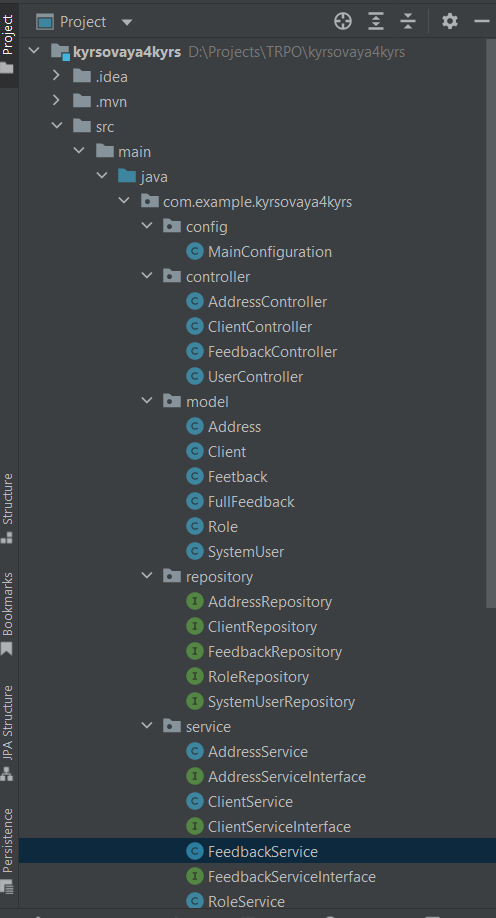 Project
kyrsovaya4kyrs D:\Projects\TRPO\kyrsovaya4kyrs
.idea
.mvn
src
main
java
com.example.kyrsovaya4kyrs
config
MainConfiguration
controller
AddressController
ClientController
FeedbackController
UserController
model
Address
Client
Feetback
FullFeedback
Role
SystemUser
repository
AddressRepository
ClientRepository
FeedbackRepository
RoleRepository
SystemUserRepository
service
AddressService
AddressServiceInterface
ClientService
ClientServiceInterface
FeedbackService
FeedbackServiceInterface
RoleService
Project
Structure
Bookmarks
JPA Structure
Persistence